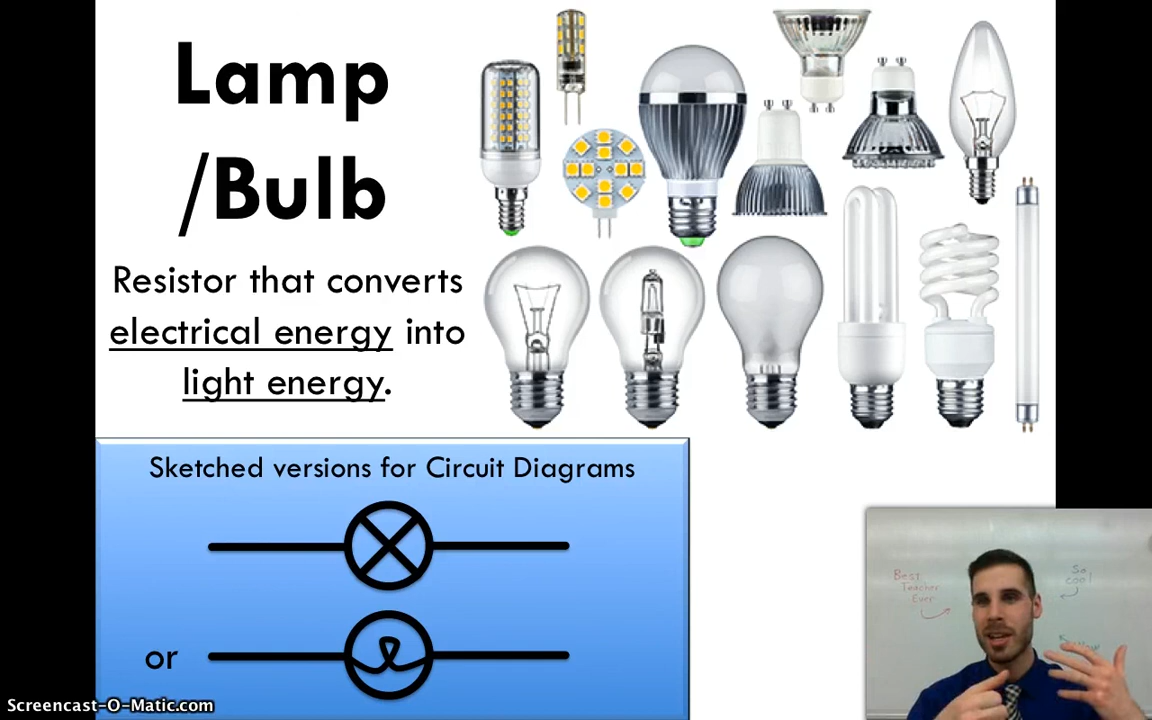 Lamp
/Bulb
Resistor that converts
electrical energy into
light energy.
Sketched versions for Circuit Diagrams
or
Best
Teacher
Ever
So
cool
Screencast-O-Matic.com